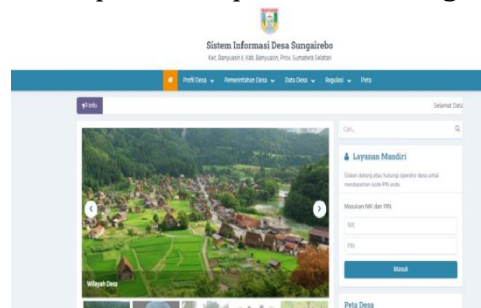 Sistem Informasi Desa Sungairebo
Kec. Banyuasin I, Kab. Banyuasin, Prov. Sumatera Selatan
Profil Desa Pemerintahan Desa Data Desa Regulasi Peta
Info
Selamat Data
Cari...
Layanan Mandiri
Silakan datang atau hubungi operator desa untuk
mendapatkan kode PIN anda.
Masukan NIK dan PIN
NIK
PIN
Masuk
Wilayah Desa
Peta Desa